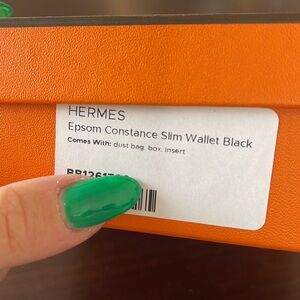 HERMES
Epsom Constance Slim Wallet Black
Comes With: dust bag, box, insert